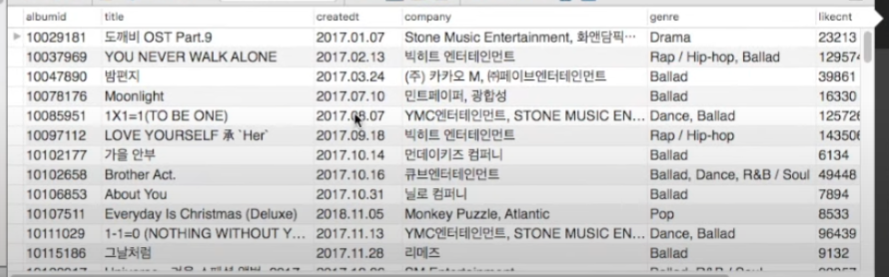 albumid title createdt company genre likecnt
10029181 도깨비 OST Part.9 2017.01.07 Stone Music Entertainment, 화앤담픽… Drama 23213
10037969 YOU NEVER WALK ALONE 2017.02.13 빅히트 엔터테인먼트 Rap / Hip-hop, Ballad 129574
10047890 밤편지 2017.03.24 (주) 카카오 M, ㈜페이브엔터테인먼트 Ballad 39861
10078176 Moonlight 2017.07.10 민트페이퍼, 광합성 Ballad 16330
10085951 1X1=1(TO BE ONE) 2017.08.07 YMC엔터테인먼트, STONE MUSIC EN... Dance, Ballad 125726
10097112 LOVE YOURSELF 承 `Her` 2017.09.18 빅히트 엔터테인먼트 Rap / Hip-hop 143506
10102177 가을 안부 2017.10.14 먼데이키즈 컴퍼니 Ballad 6134
10102658 Brother Act. 2017.10.16 큐브엔터테인먼트 Ballad, Dance, R&B / Soul 49448
10106853 About You 2017.10.31 닐로 컴퍼니 Ballad 7894
10107511 Everyday Is Christmas (Deluxe) 2018.11.05 Monkey Puzzle, Atlantic Pop 8533
10111029 1-1=0 (NOTHING WITHOUT Y... 2017.11.13 YMC엔터테인먼트, STONE MUSIC EN... Dance, Ballad 96439
10115186 그날처럼 2017.11.28 리메즈 Ballad 9132